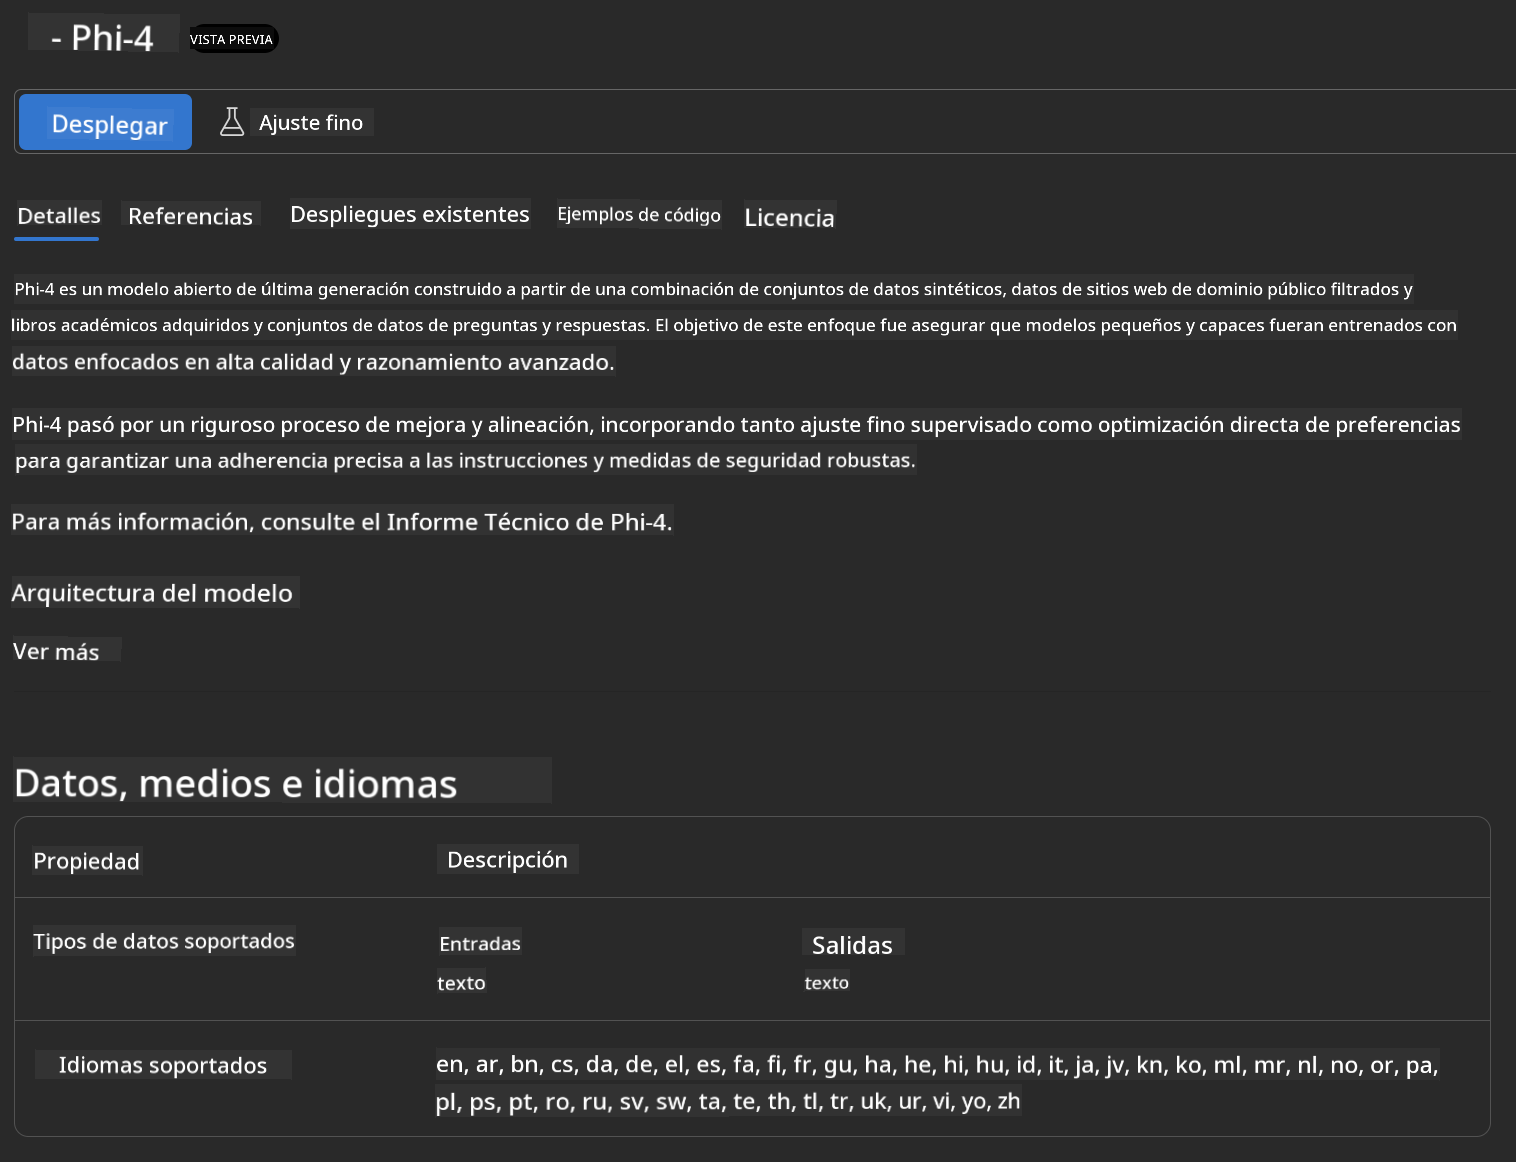 - Phi-4 VISTA PREVIA
Desplegar Ajuste fino
Detalles Referencias Despliegues existentes Ejemplos de código Licencia
Phi-4 es un modelo abierto de última generación construido a partir de una combinación de conjuntos de datos sintéticos, datos de sitios web de dominio público filtrados y
libros académicos adquiridos y conjuntos de datos de preguntas y respuestas. El objetivo de este enfoque fue asegurar que modelos pequeños y capaces fueran entrenados con
datos enfocados en alta calidad y razonamiento avanzado.
Phi-4 pasó por un riguroso proceso de mejora y alineación, incorporando tanto ajuste fino supervisado como optimización directa de preferencias
para garantizar una adherencia precisa a las instrucciones y medidas de seguridad robustas.
Para más información, consulte el Informe Técnico de Phi-4.
Arquitectura del modelo
Ver más
Datos, medios e idiomas
Propiedad Descripción
Tipos de datos soportados Entradas Salidas
texto texto
Idiomas soportados en, ar, bn, cs, da, de, el, es, fa, fi, fr, gu, ha, he, hi, hu, id, it, ja, jv, kn, ko, ml, mr, nl, no, or, pa,
pl, ps, pt, ro, ru, sv, sw, ta, te, th, tl, tr, uk, ur, vi, yo, zh